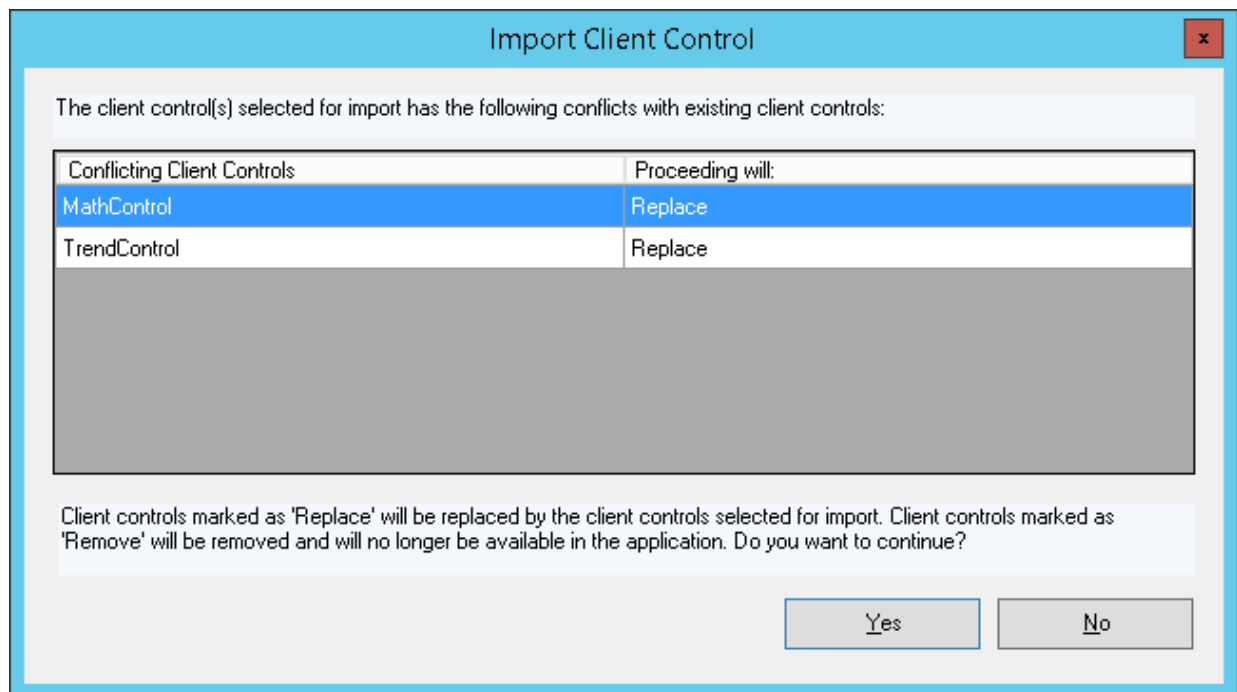 Import Client Control
x
The client control(s) selected for import has the following conflicts with existing client controls:
Conflicting Client Controls Proceeding will:
MathControl Replace
TrendControl Replace
Client controls marked as 'Replace' will be replaced by the client controls selected for import. Client controls marked as
'Remove' will be removed and will no longer be available in the application. Do you want to continue?
Yes No